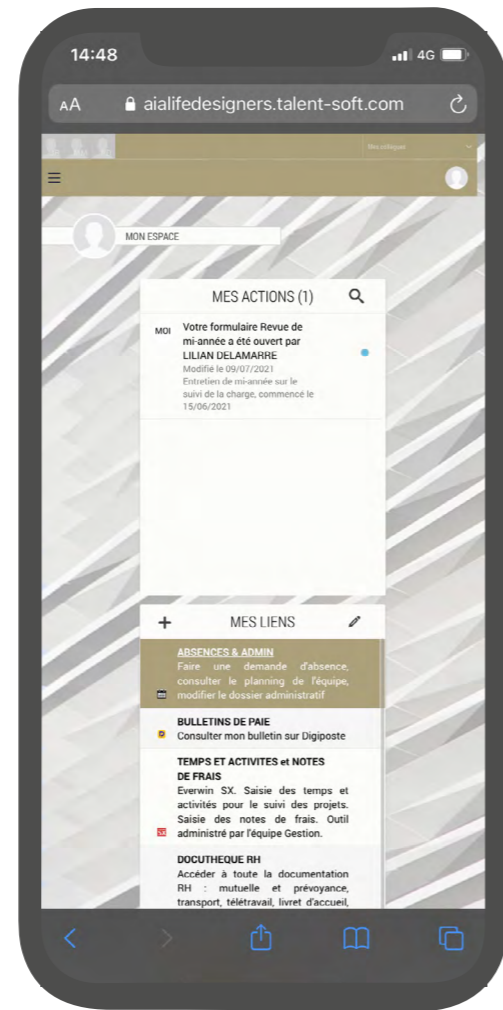 14:48
4G
AA aialifedesigners.talent-soft.com
Mes collègues
MON ESPACE
MES ACTIONS (1)
MOI Votre formulaire Revue de
mi-année a été ouvert par
LILIAN DELAMARRE
Modifié le 09/07/2021
Entretien de mi-année sur le
suivi de la charge, commencé le
15/06/2021
+ MES LIENS
ABSENCES & ADMIN
Faire une demande d'absence,
consulter le planning de l'équipe,
modifier le dossier administratif
BULLETINS DE PAIE
Consulter mon bulletin sur Digiposte
TEMPS ET ACTIVITES et NOTES
DE FRAIS
Everwin SX. Saisie des temps et
activités pour le suivi des projets.
Saisie des notes de frais. Outil
administré par l'équipe Gestion.
DOCUTHEQUE RH
Accéder à toute la documentation
RH : mutuelle et prévoyance,
transport, télétravail, livret d'accueil,